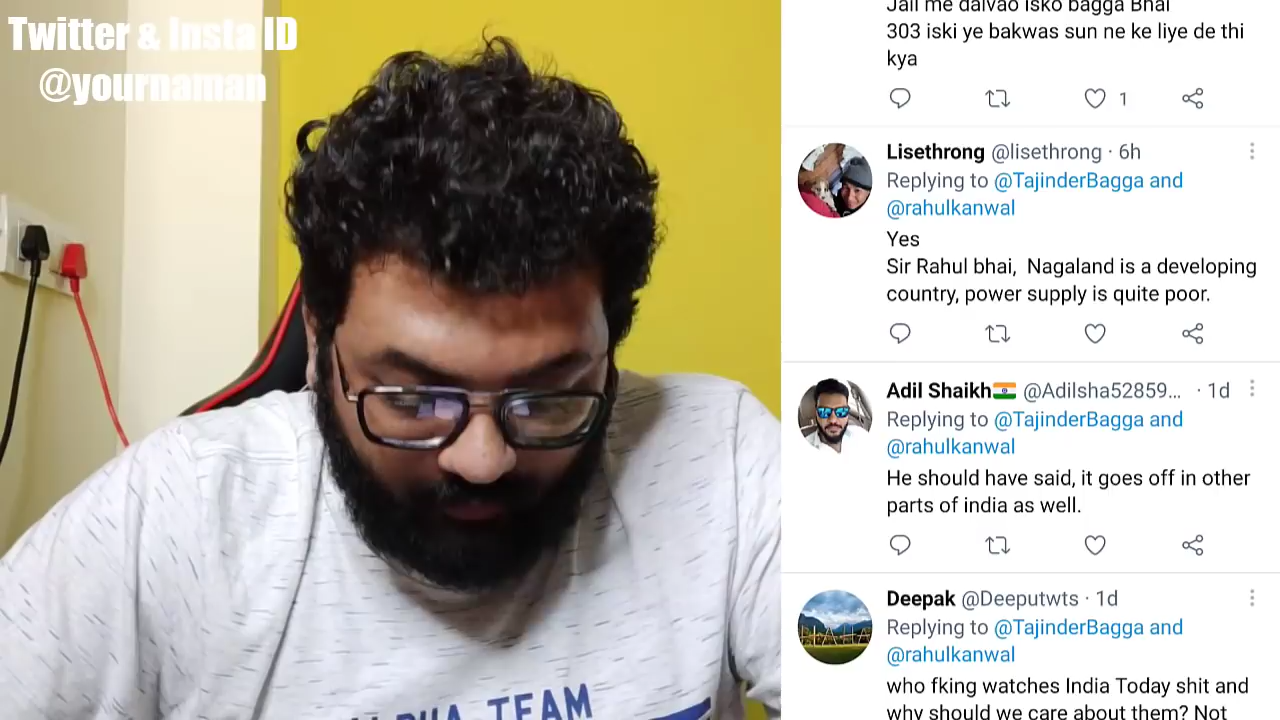 Twitter & Insta ID
@yournaman
ALPHA TEAM
Jail me dalvao isko bagga Bhai
303 iski ye bakwas sun ne ke liye de thi
kya
1
Lisethrong @lisethrong · 6h
Replying to @TajinderBagga and
@rahulkanwal
Yes
Sir Rahul bhai, Nagaland is a developing
country, power supply is quite poor.
Adil Shaikh🇮🇳 @Adilsha52859... · 1d
Replying to @TajinderBagga and
@rahulkanwal
He should have said, it goes off in other
parts of india as well.
Deepak @Deeputwts · 1d
Replying to @TajinderBagga and
@rahulkanwal
who fking watches India Today shit and
why should we care about them? Not